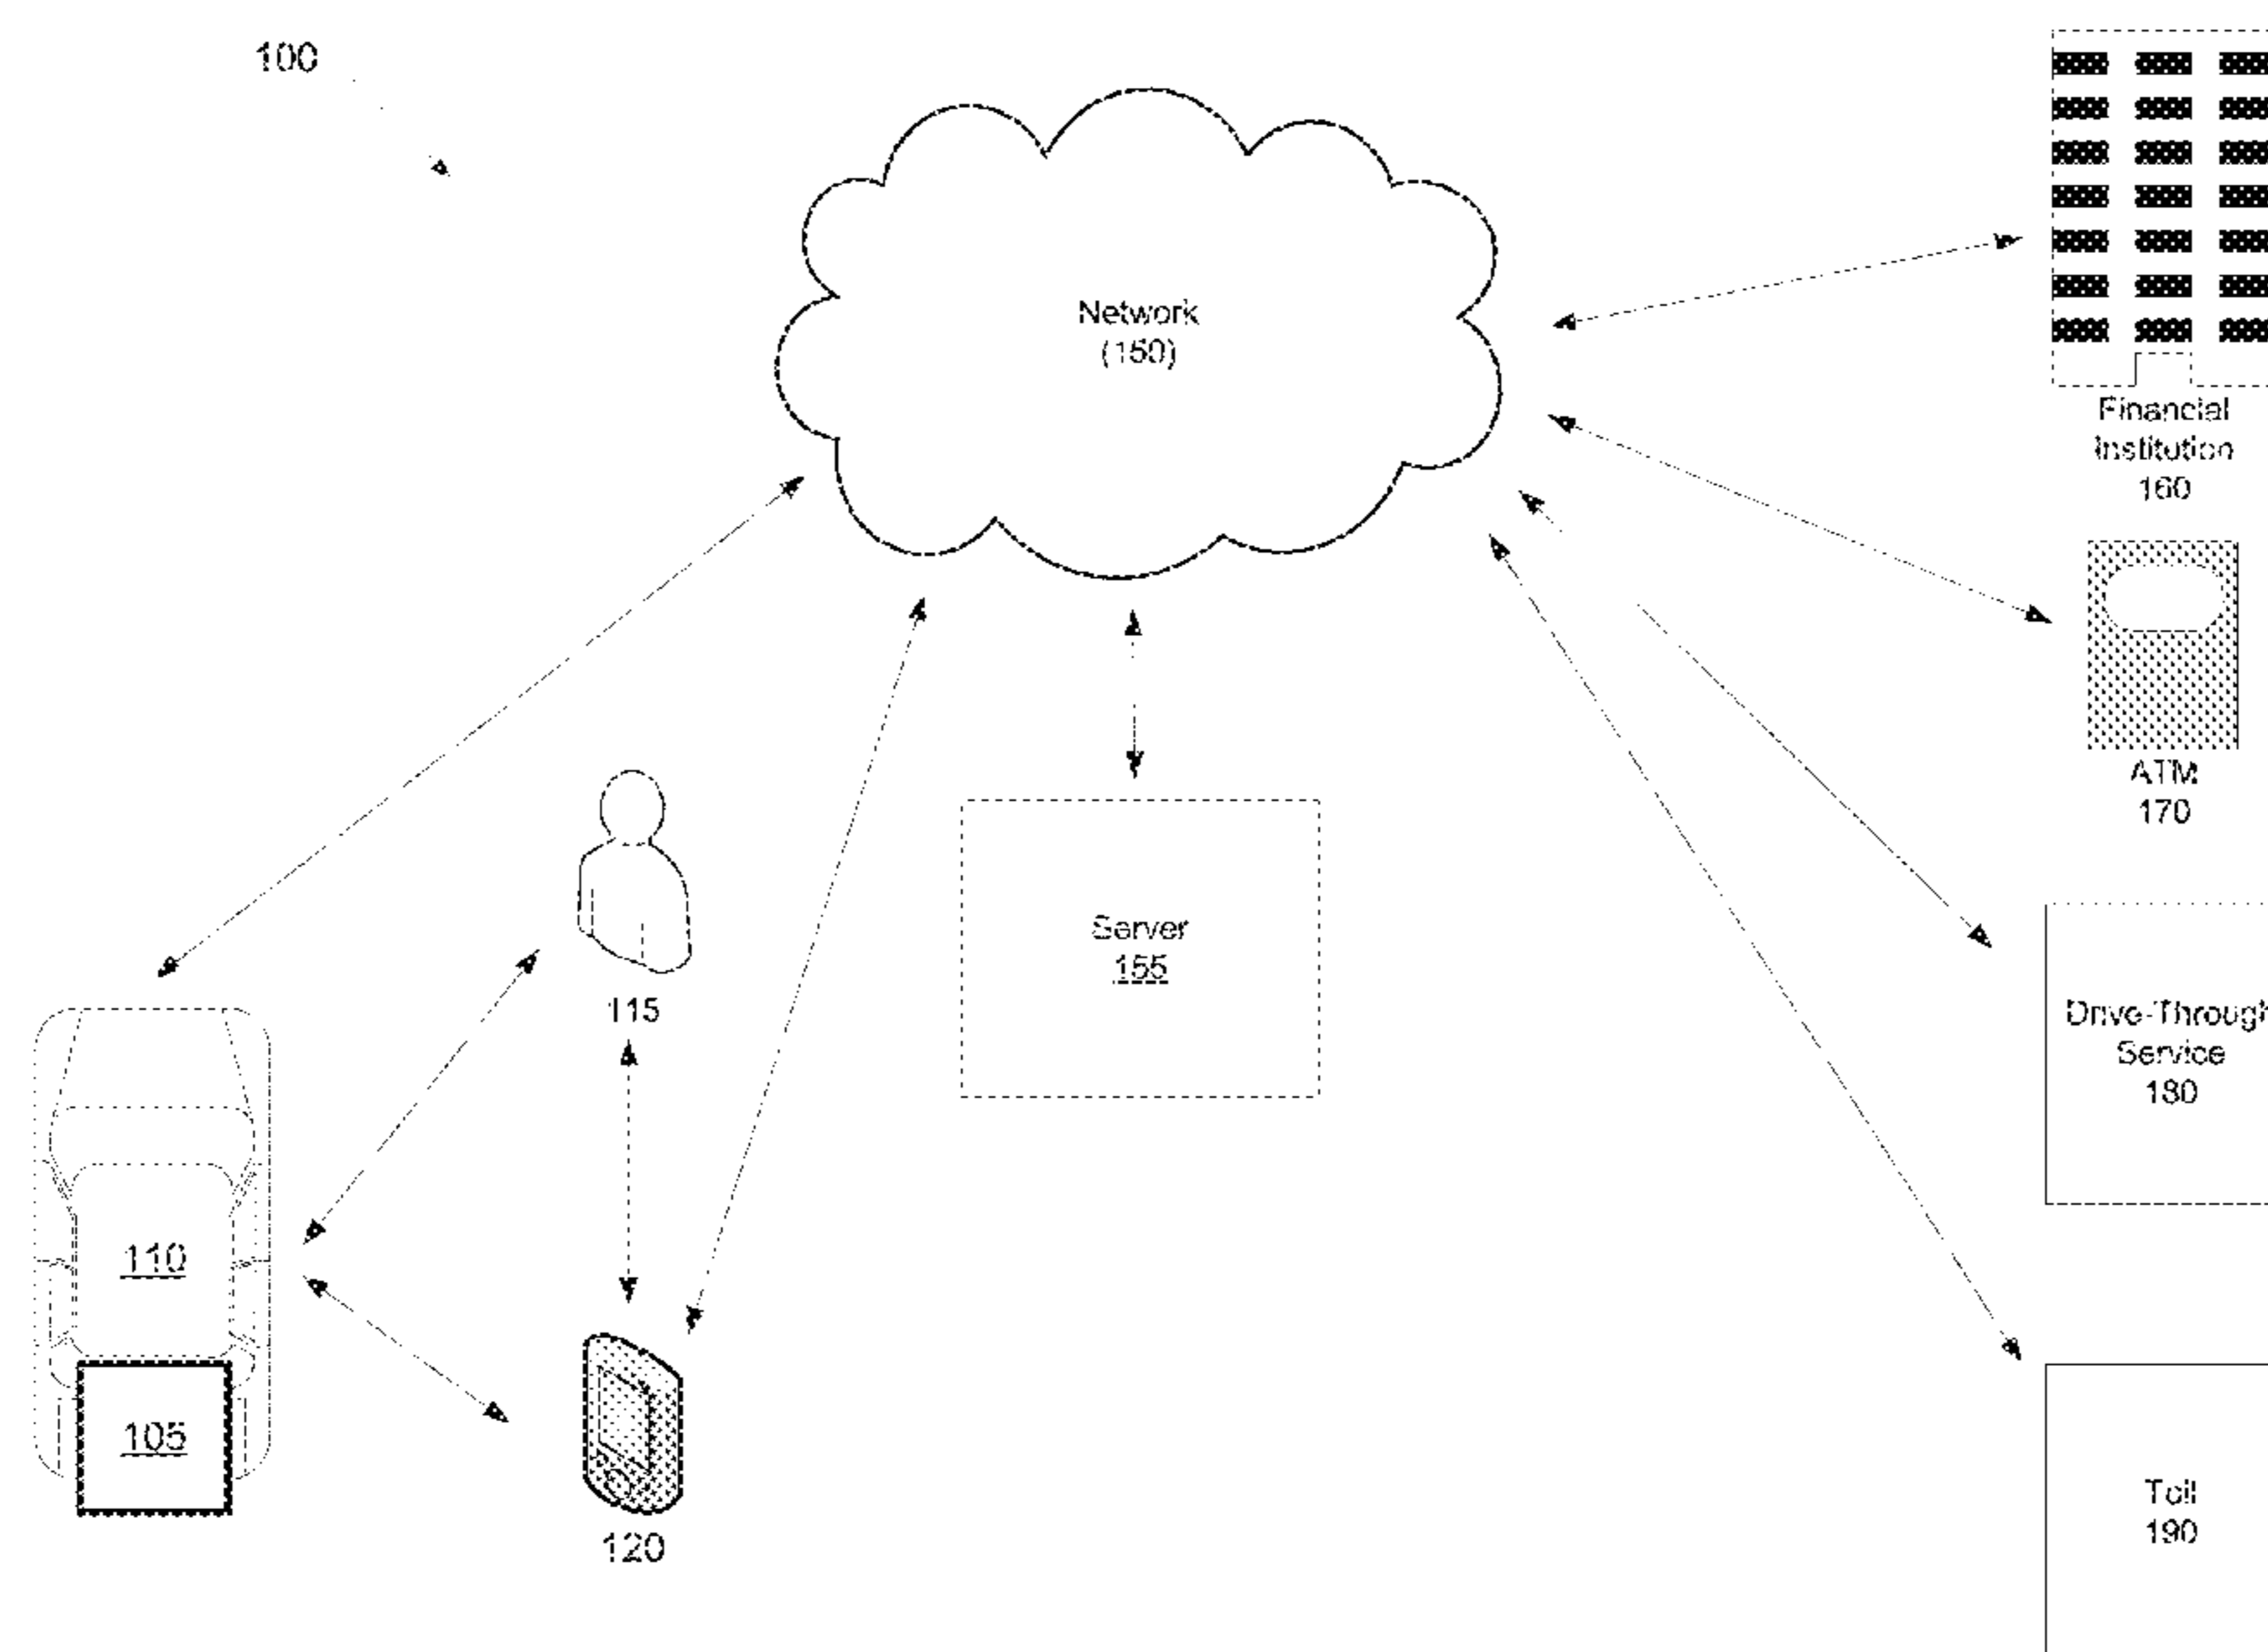 100
Network
(150)
Financial
Institution
160
ATM
170
Server
155
115
Drive-Through
Service
180
110
105
120
Toll
190